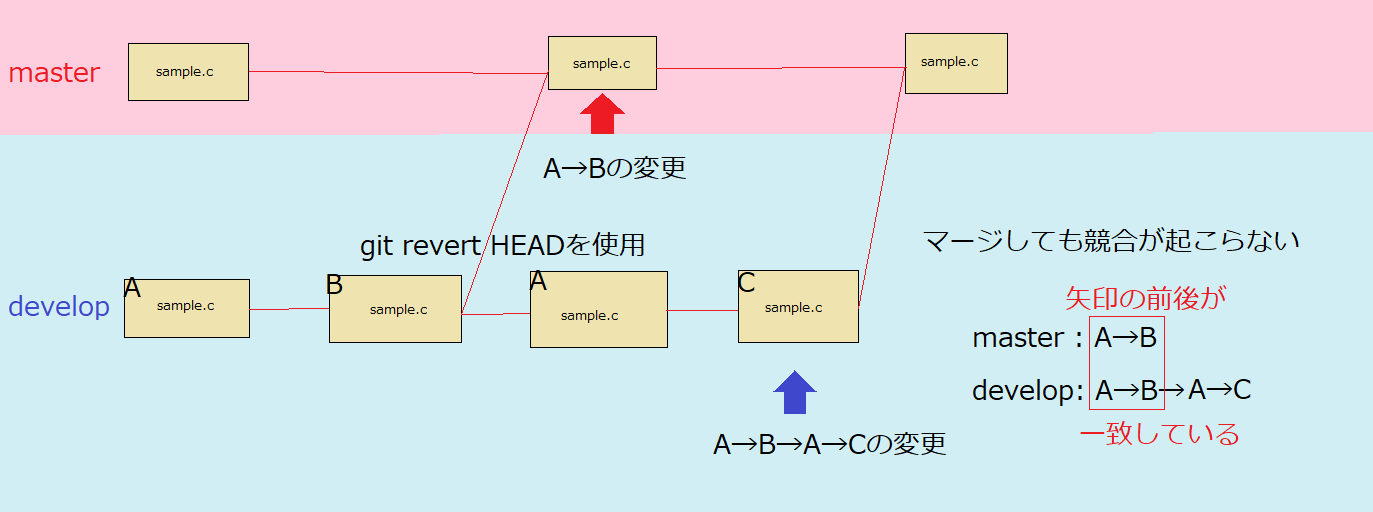 master
sample.c
sample.c
sample.c
A→Bの変更
git revert HEADを使用
develop
A
sample.c
B
sample.c
A
sample.c
C
sample.c
A→B→A→Cの変更
マージしても競合が起こらない
矢印の前後が
master : A→B
develop: A→B→A→C
一致している